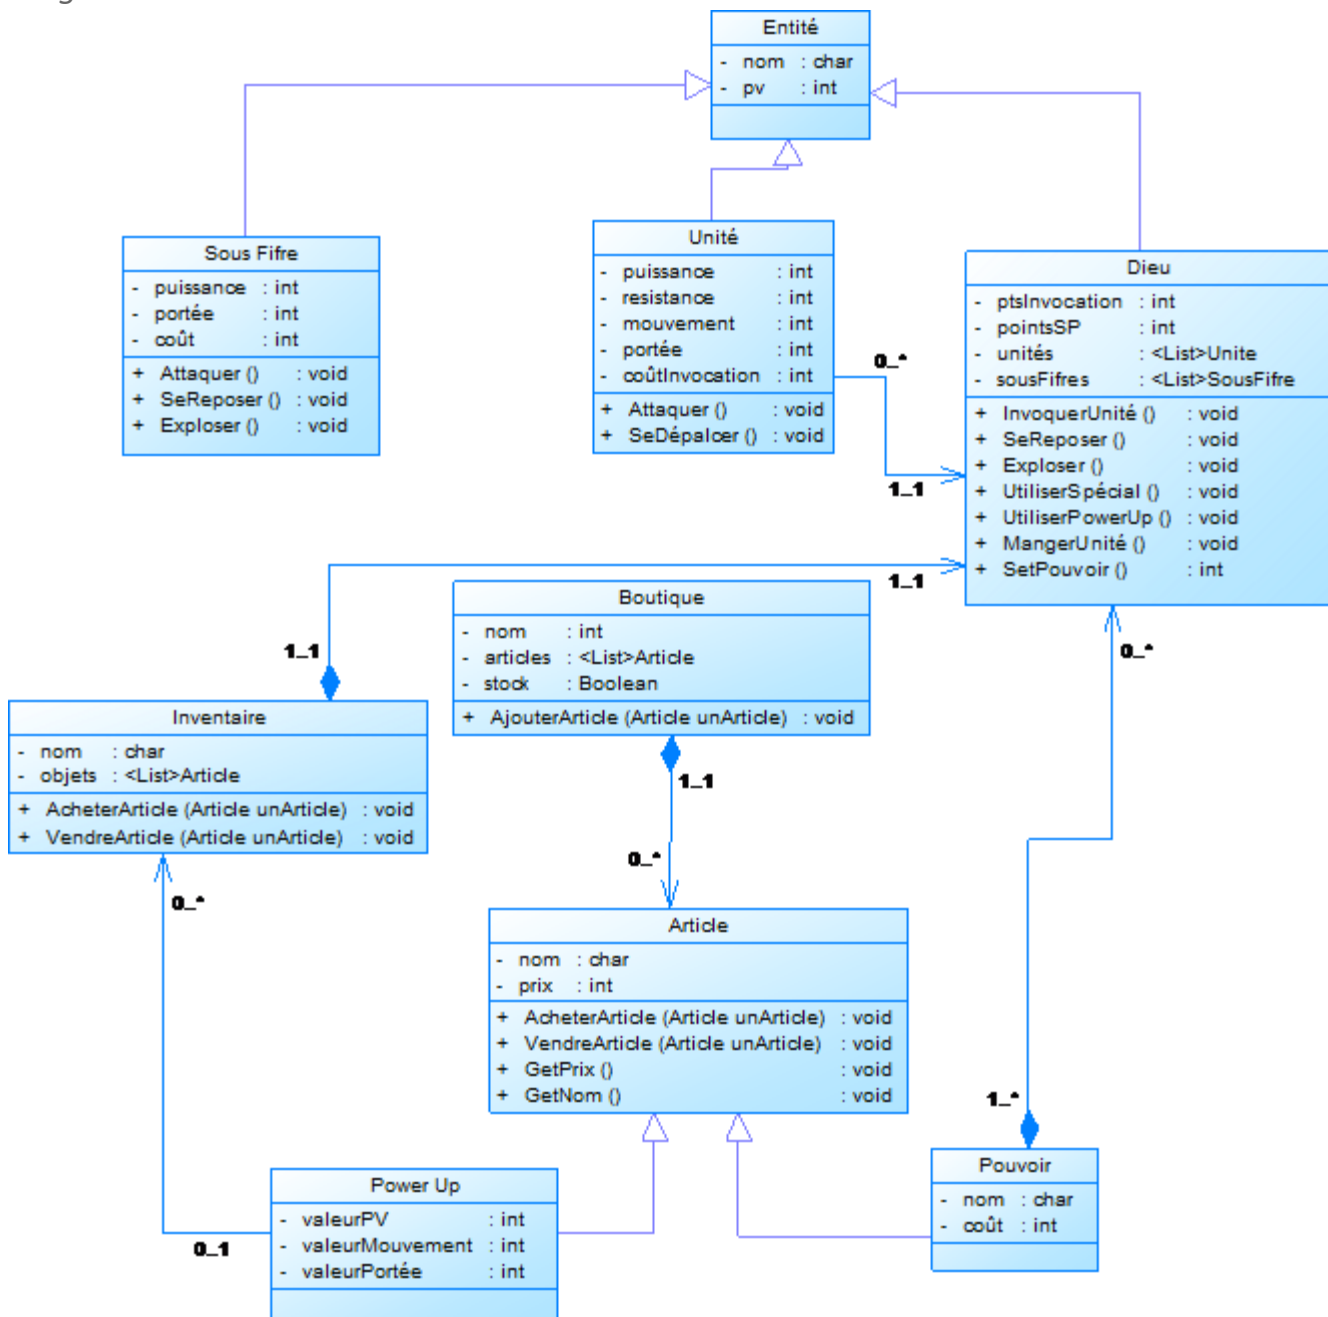 Entité
- nom : char
- pv : int
Sous Fifre
- puissance : int
- portée : int
- coût : int
+ Attaquer () : void
+ SeReposer () : void
+ Exploser () : void
Unité
- puissance : int
- resistance : int
- mouvement : int
- portée : int
- coûtInvocation : int
+ Attaquer () : void
+ SeDépalcer () : void
Dieu
- ptsInvocation : int
- pointsSP : int
- unités : <List>Unite
- sousFifres : <List>SousFifre
+ InvoquerUnité () : void
+ SeReposer () : void
+ Exploser () : void
+ UtiliserSpécial () : void
+ UtiliserPowerUp () : void
+ MangerUnité () : void
+ SetPouvoir () : int
0..*
1..1
1..1
1..1
0..*
Boutique
- nom : int
- articles : <List>Article
- stock : Boolean
+ AjouterArticle (Article unArticle) : void
Inventaire
- nom : char
- objets : <List>Article
+ AcheterArticle (Article unArticle) : void
+ VendreArticle (Article unArticle) : void
1..1
0..*
0..*
Article
- nom : char
- prix : int
+ AcheterArticle (Article unArticle) : void
+ VendreArticle (Article unArticle) : void
+ GetPrix () : void
+ GetNom () : void
1..*
Power Up
- valeurPV : int
- valeurMouvement : int
- valeurPortée : int
0..1
Pouvoir
- nom : char
- coût : int